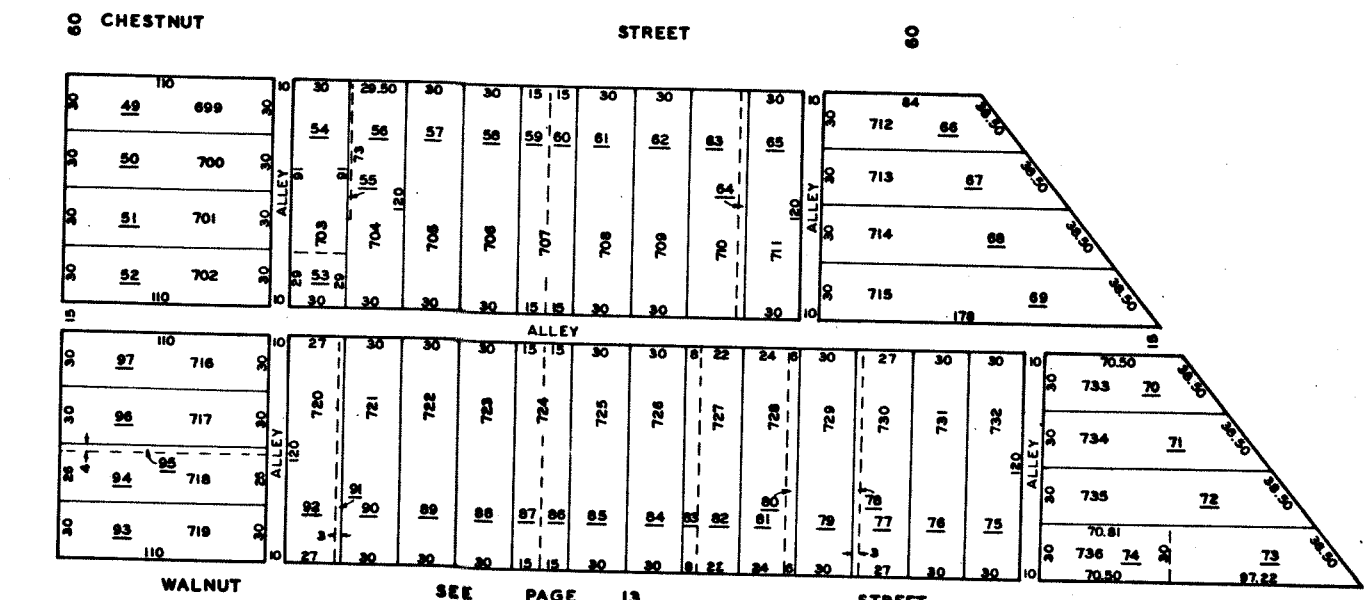 60 CHESTNUT STREET 60
110 10 30 29.50 30 30 15 15 30 30 30 10 84
30 49 699 30 54 56 57 58 59 60 61 62 63 65 30 712 66 38.50
30 50 700 30 91 91 73 55 64 30 713 67 38.50
ALLEY 120 120 ALLEY
30 51 701 30 703 704 705 706 707 708 709 710 711 30 714 68 38.50
30 52 702 30 29 53 29 30 715 69 38.50
110 15 30 30 30 30 15 15 30 30 30 10 178
15 ALLEY 15
110 10 27 30 30 30 15 15 30 30 8 22 24 6 30 27 30 30 10 70.50
30 97 716 30 720 721 722 723 724 725 726 727 728 729 730 731 732 30 733 70 38.50
30 96 717 30 30 734 71 38.50
ALLEY 120 120 ALLEY
4 95
26 94 718 26 80 78 30 735 72 38.50
30 93 719 30 92 90 89 88 87 86 85 84 83 82 81 79 77 76 75 70.81
3 3 30 736 74 30 73 38.50
110 10 27 30 30 30 15 15 30 30 8 22 24 6 30 27 30 30 10 70.50 97.22
WALNUT SEE PAGE 13 STREET